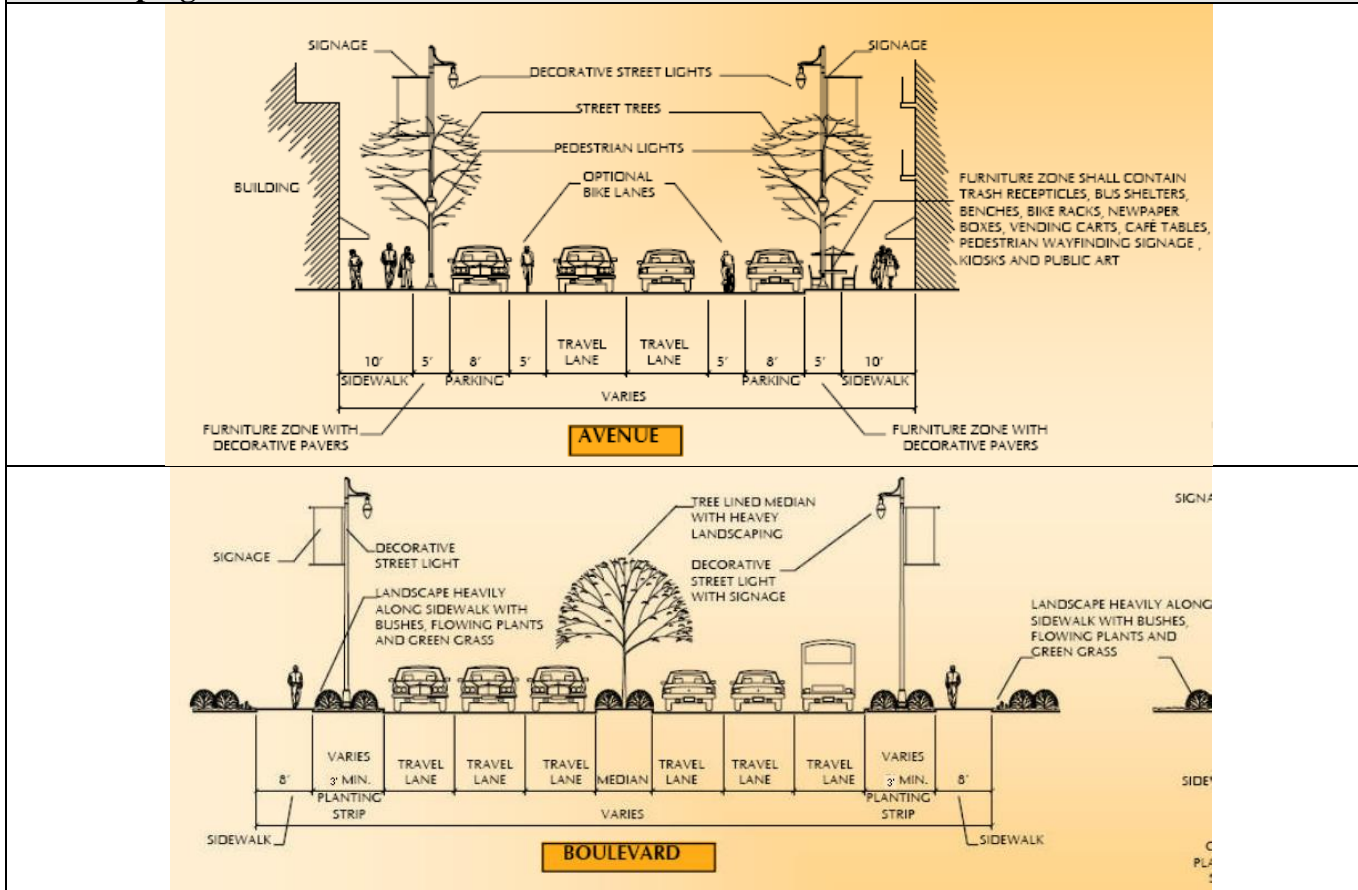 SIGNAGE
SIGNAGE
DECORATIVE STREET LIGHTS
STREET TREES
PEDESTRIAN LIGHTS
OPTIONAL
BIKE LANES
BUILDING
FURNITURE ZONE SHALL CONTAIN
TRASH RECEPTICLES, BUS SHELTERS,
BENCHES, BIKE RACKS, NEWPAPER
BOXES, VENDING CARTS, CAFÉ TABLES,
PEDESTRIAN WAYFINDING SIGNAGE ,
KIOSKS AND PUBLIC ART
10' 5' 8' 5' TRAVEL LANE TRAVEL LANE 5' 8' 5' 10'
SIDEWALK PARKING PARKING SIDEWALK
VARIES
FURNITURE ZONE WITH
DECORATIVE PAVERS
AVENUE
FURNITURE ZONE WITH
DECORATIVE PAVERS
SIGNAGE
DECORATIVE
STREET LIGHT
LANDSCAPE HEAVILY
ALONG SIDEWALK WITH
BUSHES, FLOWING PLANTS
AND GREEN GRASS
TREE LINED MEDIAN
WITH HEAVEY
LANDSCAPING
DECORATIVE
STREET LIGHT
WITH SIGNAGE
SIGNA
LANDSCAPE HEAVILY ALONG
SIDEWALK WITH BUSHES,
FLOWING PLANTS AND
GREEN GRASS
8' VARIES 3' MIN. TRAVEL LANE TRAVEL LANE TRAVEL LANE MEDIAN TRAVEL LANE TRAVEL LANE TRAVEL LANE VARIES 3' MIN. 8'
PLANTING STRIP PLANTING STRIP
VARIES
SIDEWALK
SIDEWALK
BOULEVARD